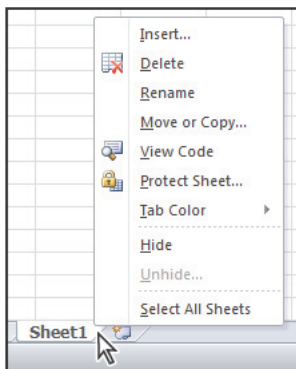 Insert...
Delete
Rename
Move or Copy...
View Code
Protect Sheet...
Tab Color
Hide
Unhide...
Select All Sheets
Sheet1